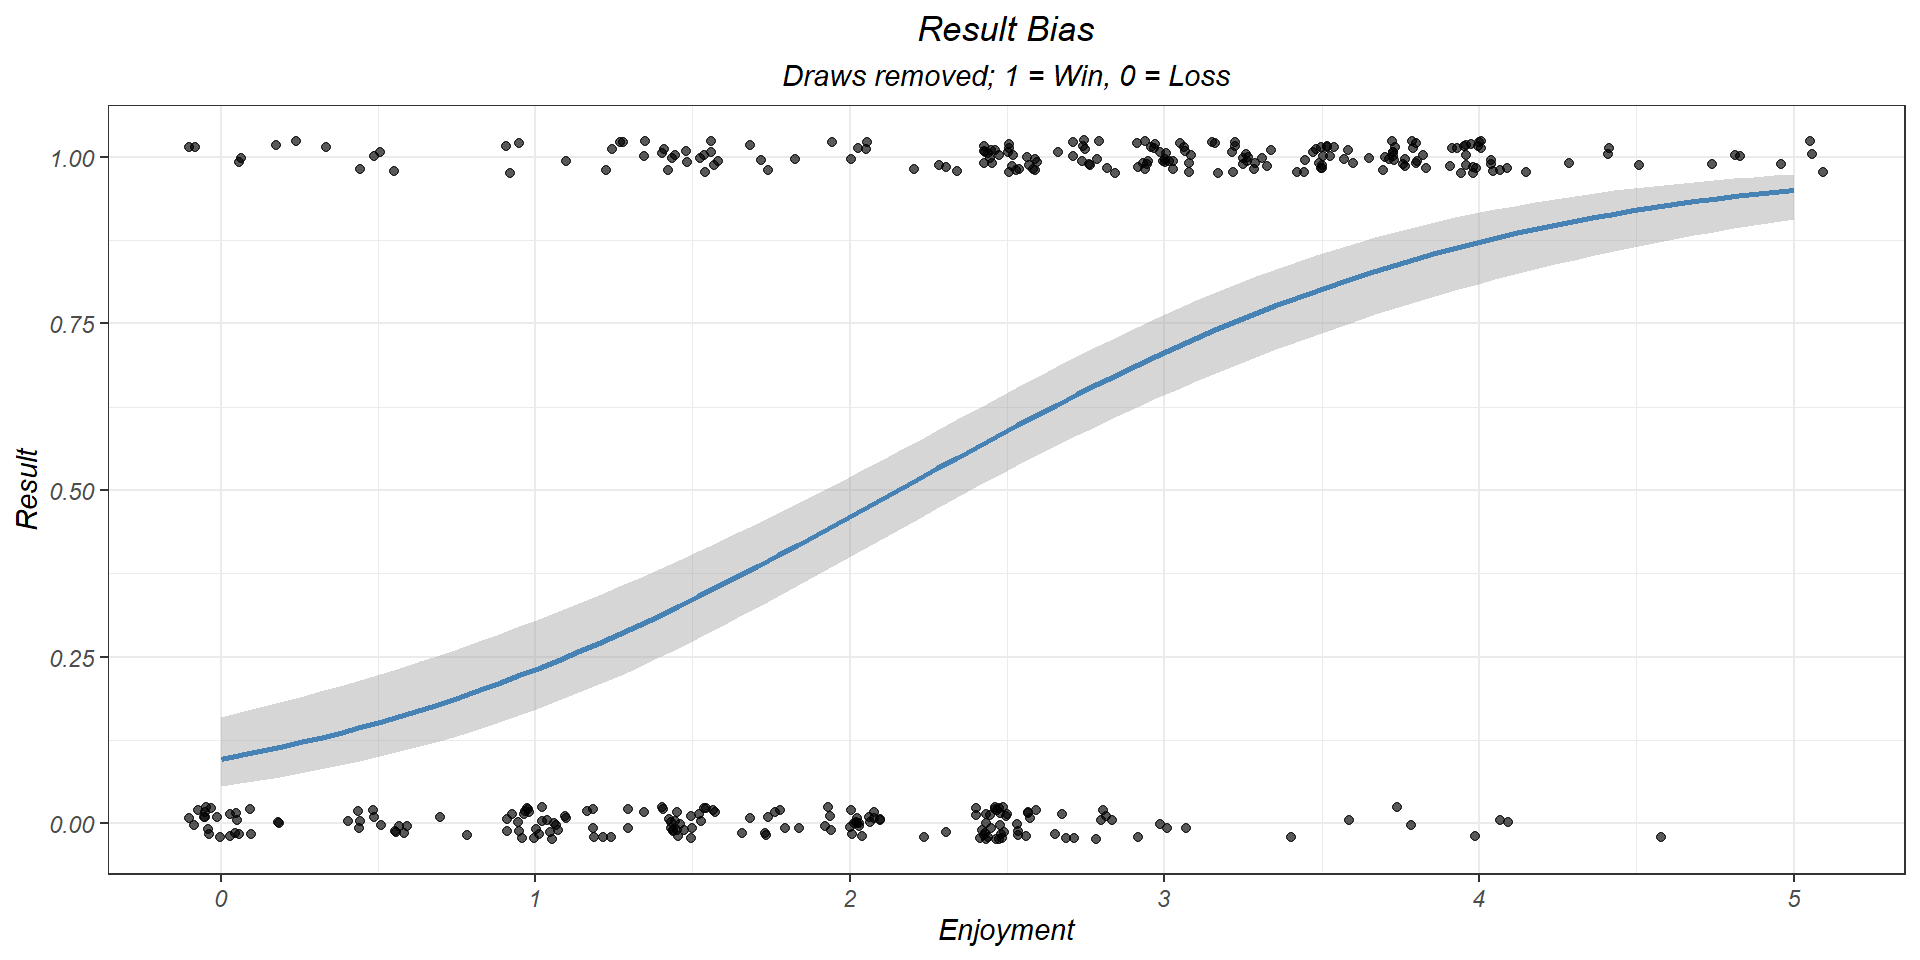 Result Bias
Draws removed; 1 = Win, 0 = Loss
1.00
0.75
0.50
0.25
0.00
Result
0 1 2 3 4 5
Enjoyment